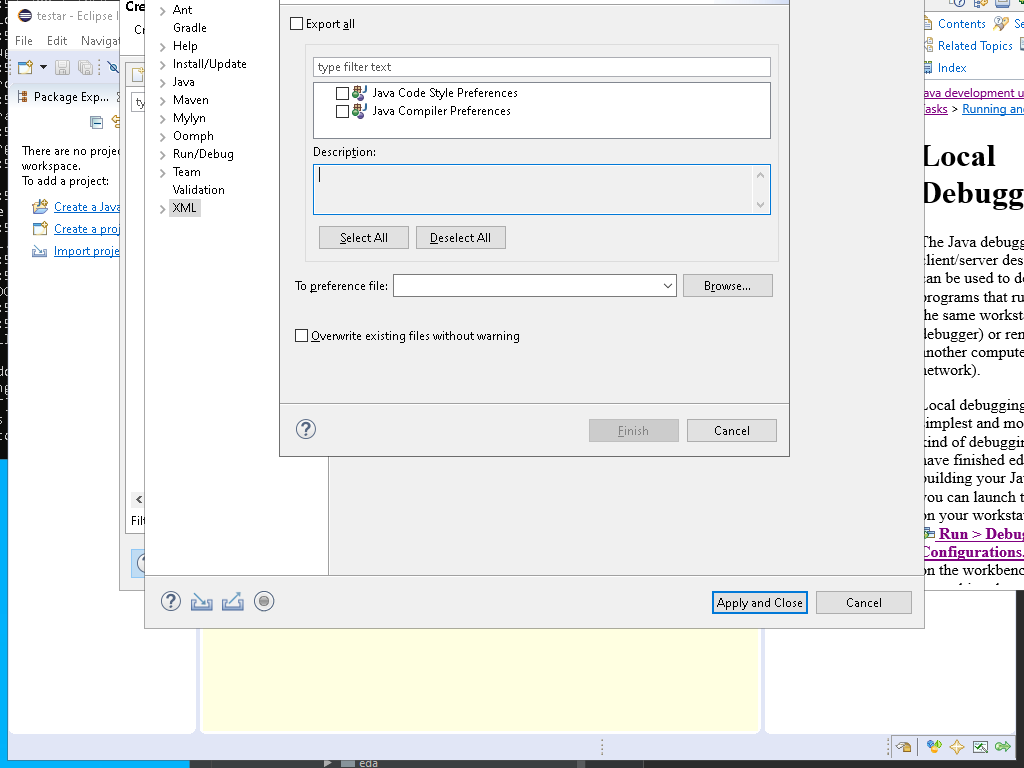 testar - Eclipse I
File Edit Navigat
Package Exp...
There are no projec
workspace.
To add a project:
Create a Java
Create a proj
Import proje
Cre
Cr
ty
Filt
Ant
Gradle
Help
Install/Update
Java
Maven
Mylyn
Oomph
Run/Debug
Team
Validation
XML
Export all
type filter text
Java Code Style Preferences
Java Compiler Preferences
Description:
Select All
Deselect All
To preference file:
Browse...
Overwrite existing files without warning
Finish
Cancel
Apply and Close
Cancel
Contents
Se
Related Topics
Index
ava development u
asks > Running and
Local
Debugg
The Java debugg
client/server des
can be used to de
programs that ru
the same worksta
debugger) or ren
another compute
network).
Local debugging
simplest and mo
kind of debuggin
have finished ed
building your Jav
you can launch t
on your worksta
Run > Debug
Configurations.
on the workbenc
eda